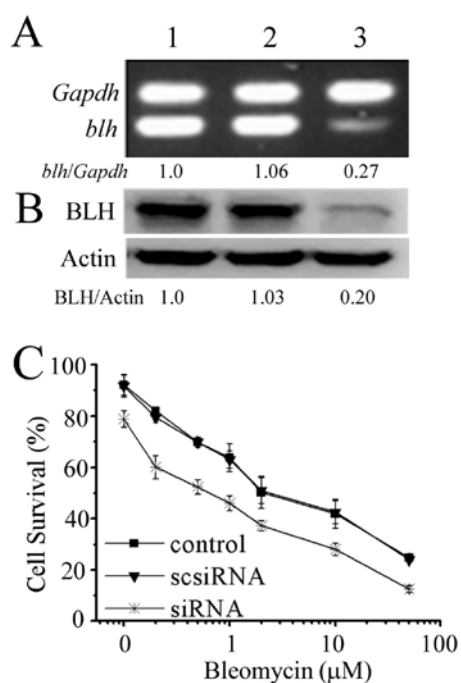 A
1 2 3
Gapdh
blh
blh/Gapdh 1.0 1.06 0.27
B
BLH
Actin
BLH/Actin 1.0 1.03 0.20
C
100
80
60
40
20
0
Cell Survival (%)
control
scsiRNA
siRNA
0 1 10 100
Bleomycin (μM)